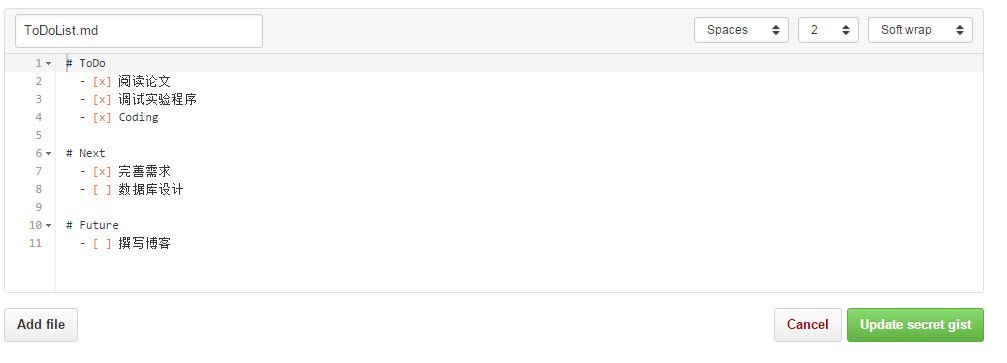 ToDoList.md
Spaces
2
Soft wrap
1 # ToDo
2 - [x] 阅读论文
3 - [x] 调试实验程序
4 - [x] Coding
5
6 # Next
7 - [x] 完善需求
8 - [ ] 数据库设计
9
10 # Future
11 - [ ] 撰写博客
Add file
Cancel
Update secret gist